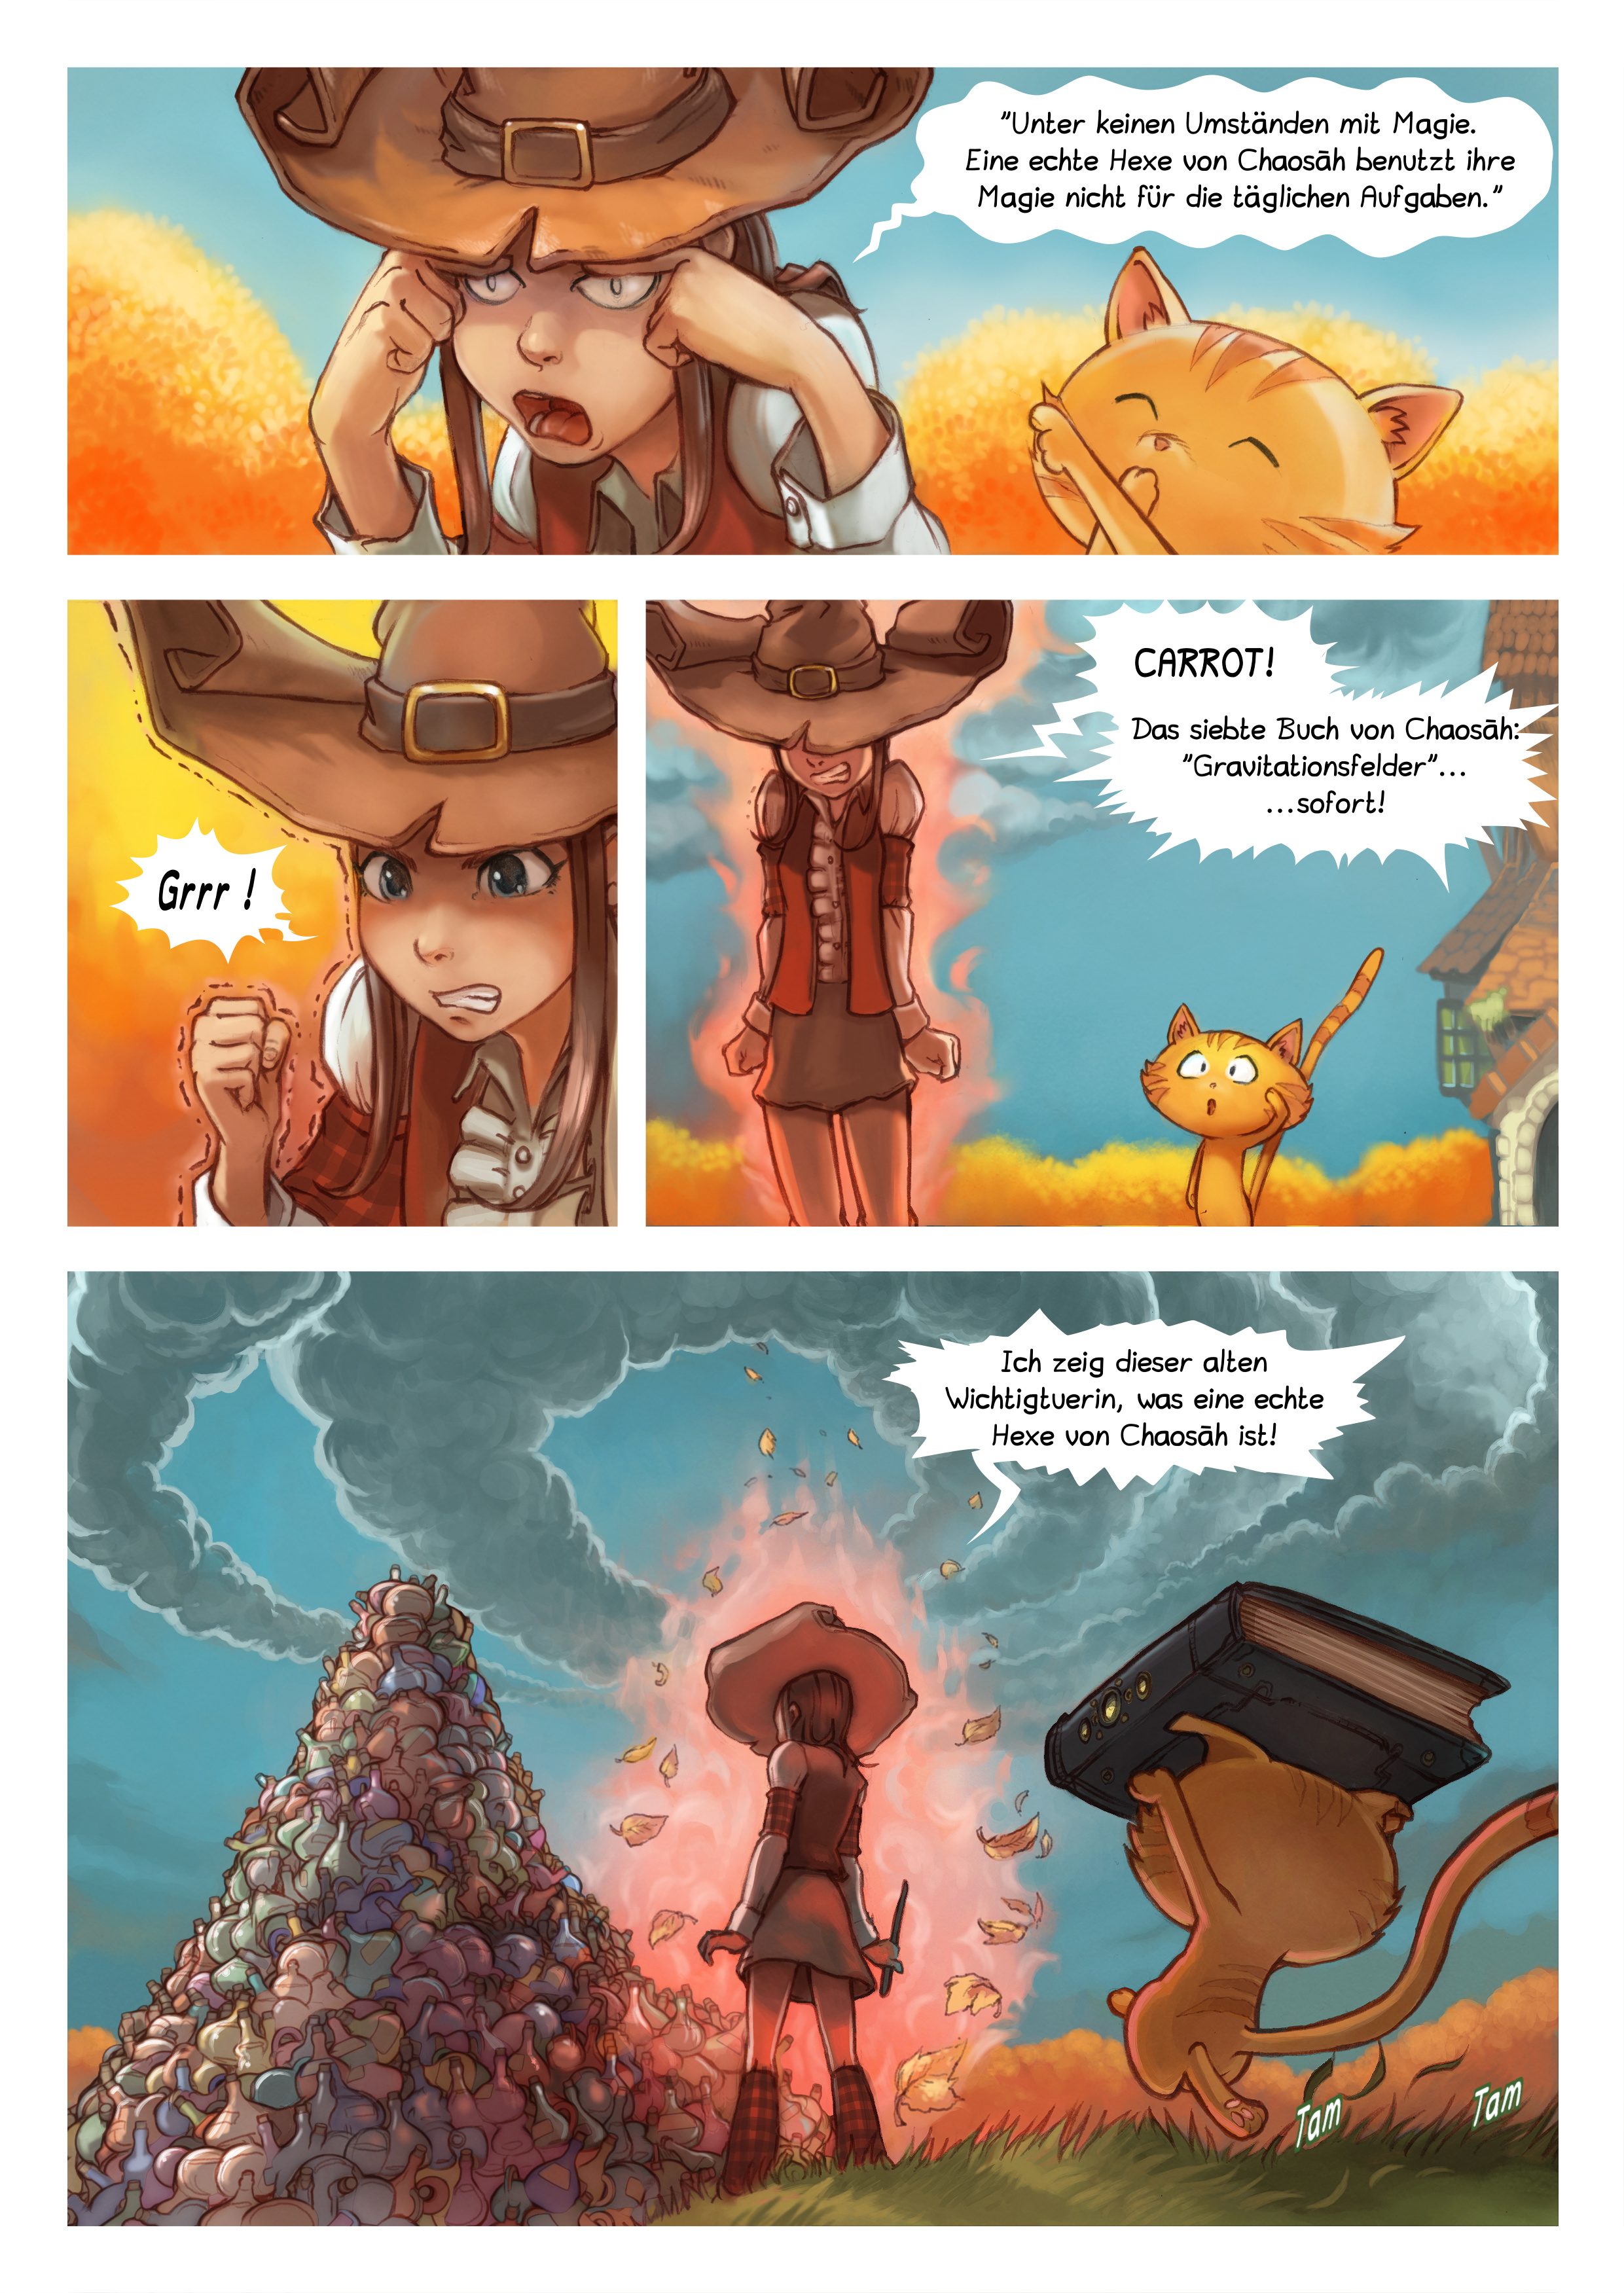 "Unter keinen Umständen mit Magie.
Eine echte Hexe von Chaosāh benutzt ihre
Magie nicht für die täglichen Aufgaben."
Grrr !
CARROT!
Das siebte Buch von Chaosāh:
"Gravitationsfelder"...
...sofort!
Ich zeig dieser alten
Wichtigtuerin, was eine echte
Hexe von Chaosāh ist!
Tam
Tam